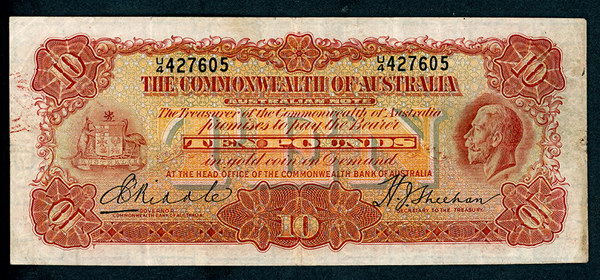 10
U/4 427605
U/4 427605
10
THE COMMONWEALTH OF AUSTRALIA
AUSTRALIAN NOTE
The Treasurer of the Commonwealth of Australia
promises to pay the Bearer
TEN POUNDS
in gold coin on Demand.
AT THE HEAD OFFICE OF THE COMMONWEALTH BANK OF AUSTRALIA
E C Riddle
GOVERNOR
COMMONWEALTH BANK OF AUSTRALIA.
H.J. Sheehan
SECRETARY TO THE TREASURY.
10
10
10